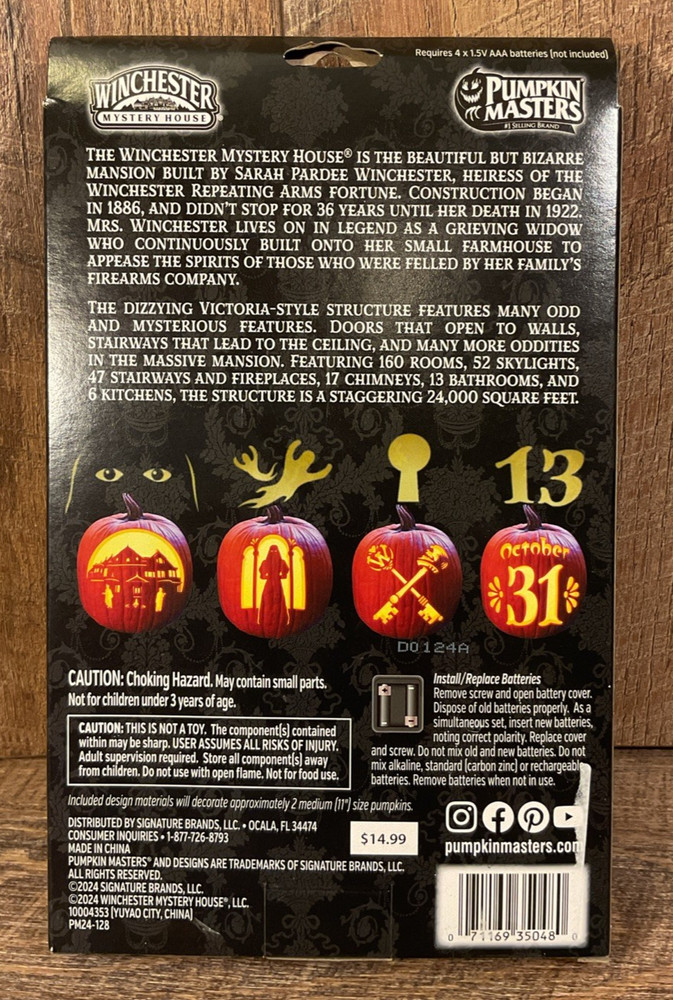 Requires 4 x 1.5V AAA batteries (not included)
WINCHESTER
MYSTERY HOUSE®
PUMPKIN
MASTERS®
#1 SELLING BRAND
THE WINCHESTER MYSTERY HOUSE® IS THE BEAUTIFUL BUT BIZARRE
MANSION BUILT BY SARAH PARDEE WINCHESTER, HEIRESS OF THE
WINCHESTER REPEATING ARMS FORTUNE. CONSTRUCTION BEGAN
IN 1886, AND DIDN'T STOP FOR 36 YEARS UNTIL HER DEATH IN 1922.
MRS. WINCHESTER LIVES ON IN LEGEND AS A GRIEVING WIDOW
WHO CONTINUOUSLY BUILT ONTO HER SMALL FARMHOUSE TO
APPEASE THE SPIRITS OF THOSE WHO WERE FELLED BY HER FAMILY'S
FIREARMS COMPANY.
THE DIZZYING VICTORIA-STYLE STRUCTURE FEATURES MANY ODD
AND MYSTERIOUS FEATURES. DOORS THAT OPEN TO WALLS,
STAIRWAYS THAT LEAD TO THE CEILING, AND MANY MORE ODDITIES
IN THE MASSIVE MANSION. FEATURING 160 ROOMS, 52 SKYLIGHTS,
47 STAIRWAYS AND FIREPLACES, 17 CHIMNEYS, 13 BATHROOMS, AND
6 KITCHENS, THE STRUCTURE IS A STAGGERING 24,000 SQUARE FEET.
13
W
October
31
D0124A
CAUTION: Choking Hazard. May contain small parts.
Not for children under 3 years of age.
CAUTION: THIS IS NOT A TOY. The component(s) contained
within may be sharp. USER ASSUMES ALL RISKS OF INJURY.
Adult supervision required. Store all component(s) away
from children. Do not use with open flame. Not for food use.
Install/Replace Batteries
Remove screw and open battery cover.
Dispose of old batteries properly. As a
simultaneous set, insert new batteries,
noting correct polarity. Replace cover
and screw. Do not mix old and new batteries. Do not
mix alkaline, standard (carbon zinc) or rechargeable
batteries. Remove batteries when not in use.
Included design materials will decorate approximately 2 medium (11") size pumpkins.
DISTRIBUTED BY SIGNATURE BRANDS, LLC. • OCALA, FL 34474
CONSUMER INQUIRIES • 1-877-726-8793
MADE IN CHINA
PUMPKIN MASTERS® AND DESIGNS ARE TRADEMARKS OF SIGNATURE BRANDS, LLC.
ALL RIGHTS RESERVED.
©2024 SIGNATURE BRANDS, LLC.
©2024 WINCHESTER MYSTERY HOUSE®, LLC.
10004353 (YUYAO CITY, CHINA)
PM24-128
$14.99
pumpkinmasters.com
0 71169 35048 0